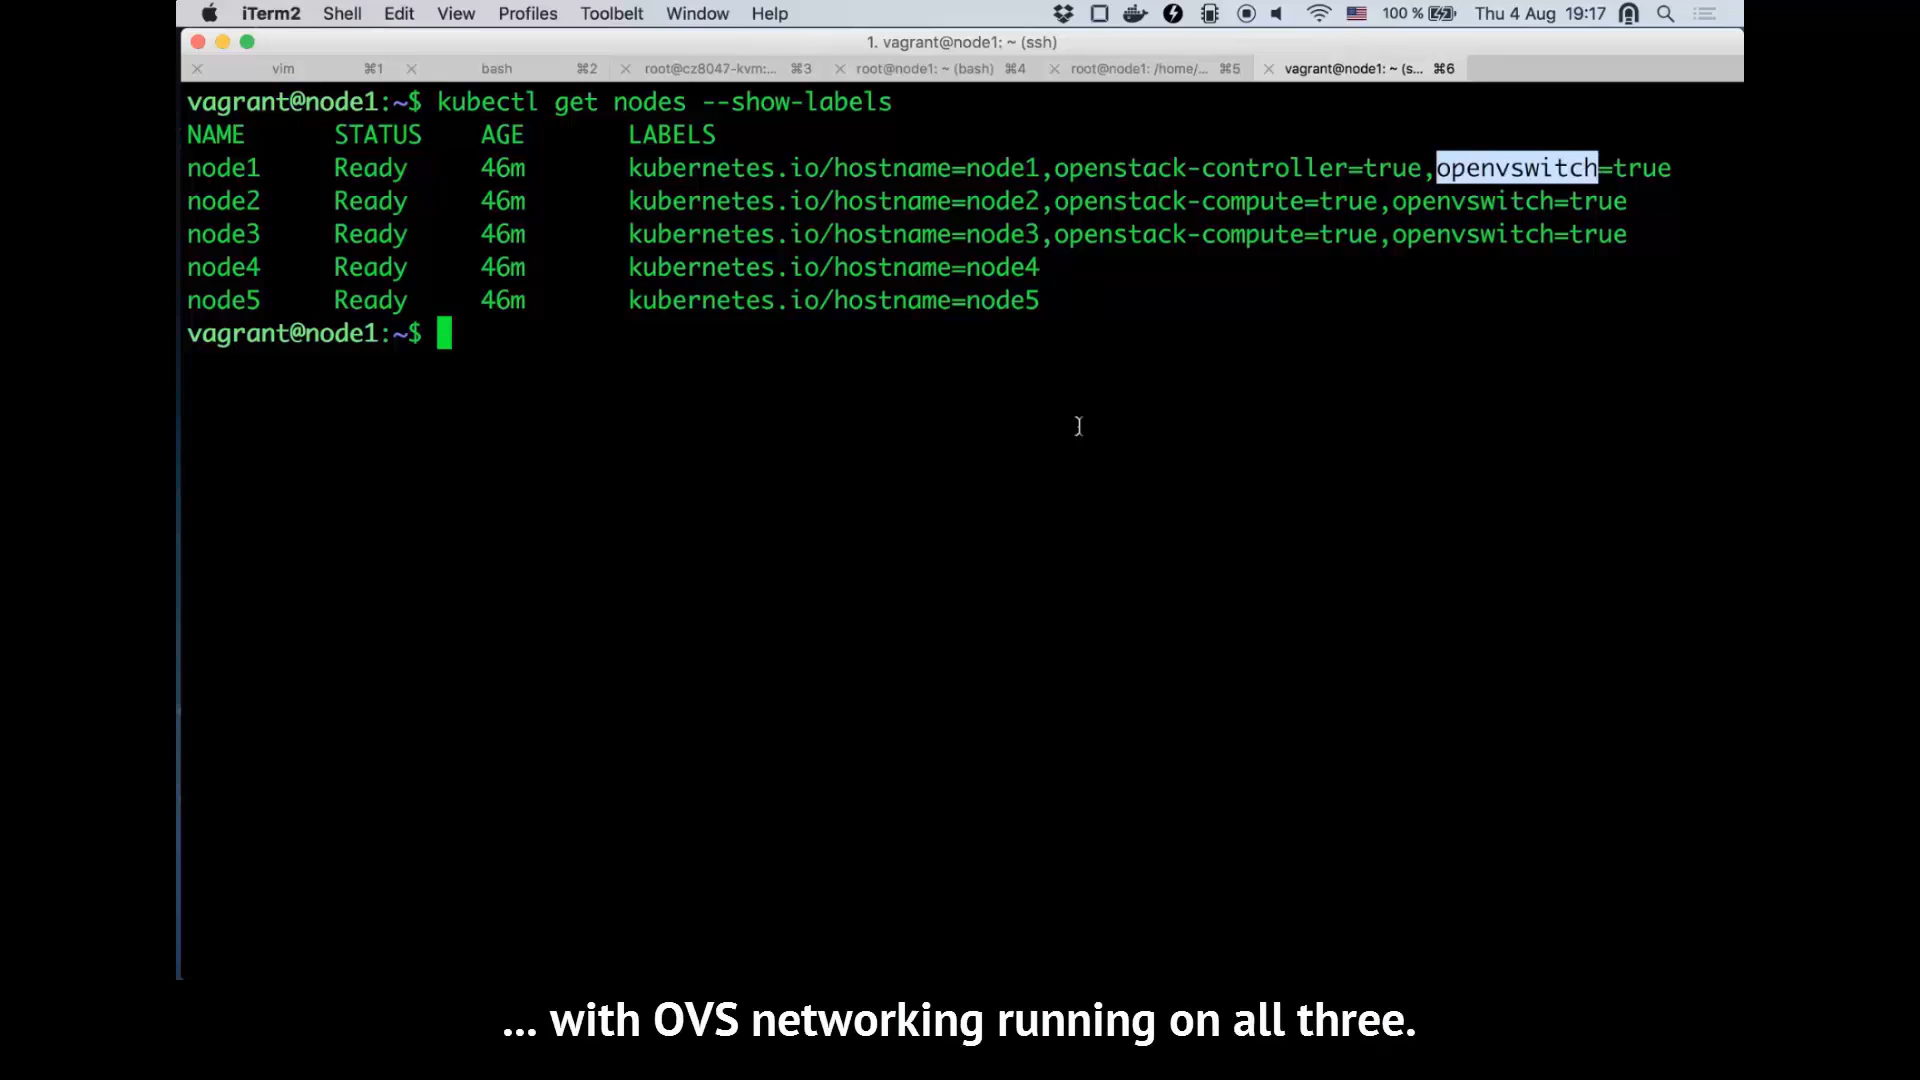 iTerm2 Shell Edit View Profiles Toolbelt Window Help 100 % Thu 4 Aug 19:17
1. vagrant@node1: ~ (ssh)
vim ⌘1 bash ⌘2 root@cz8047-kvm:... ⌘3 root@node1: ~ (bash) ⌘4 root@node1: /home/... ⌘5 vagrant@node1: ~ (s... ⌘6
vagrant@node1:~$ kubectl get nodes --show-labels
NAME STATUS AGE LABELS
node1 Ready 46m kubernetes.io/hostname=node1,openstack-controller=true,openvswitch=true
node2 Ready 46m kubernetes.io/hostname=node2,openstack-compute=true,openvswitch=true
node3 Ready 46m kubernetes.io/hostname=node3,openstack-compute=true,openvswitch=true
node4 Ready 46m kubernetes.io/hostname=node4
node5 Ready 46m kubernetes.io/hostname=node5
vagrant@node1:~$
... with OVS networking running on all three.